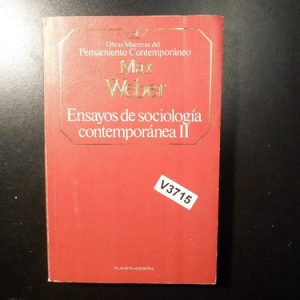 Obras Maestras del
Pensamiento Contemporáneo
Max
Weber
Ensayos de sociología
contemporánea II
V3715
PLANETA-AGOSTINI